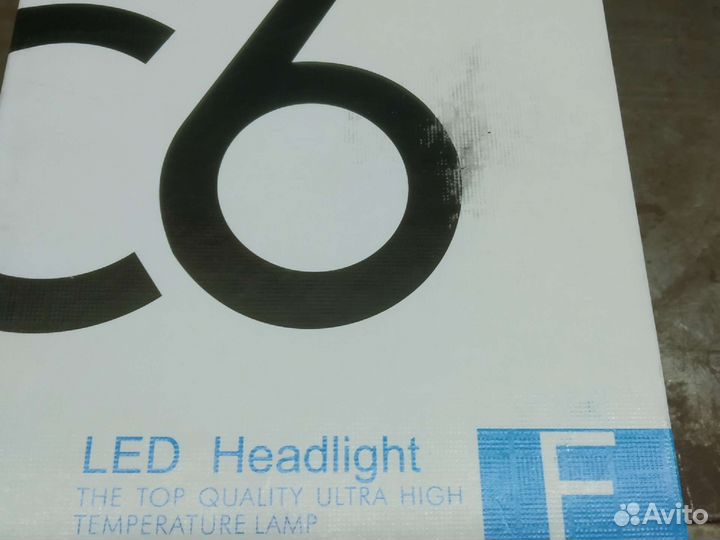 C6
LED Headlight
THE TOP QUALITY ULTRA HIGH
TEMPERATURE LAMP
F
Avito